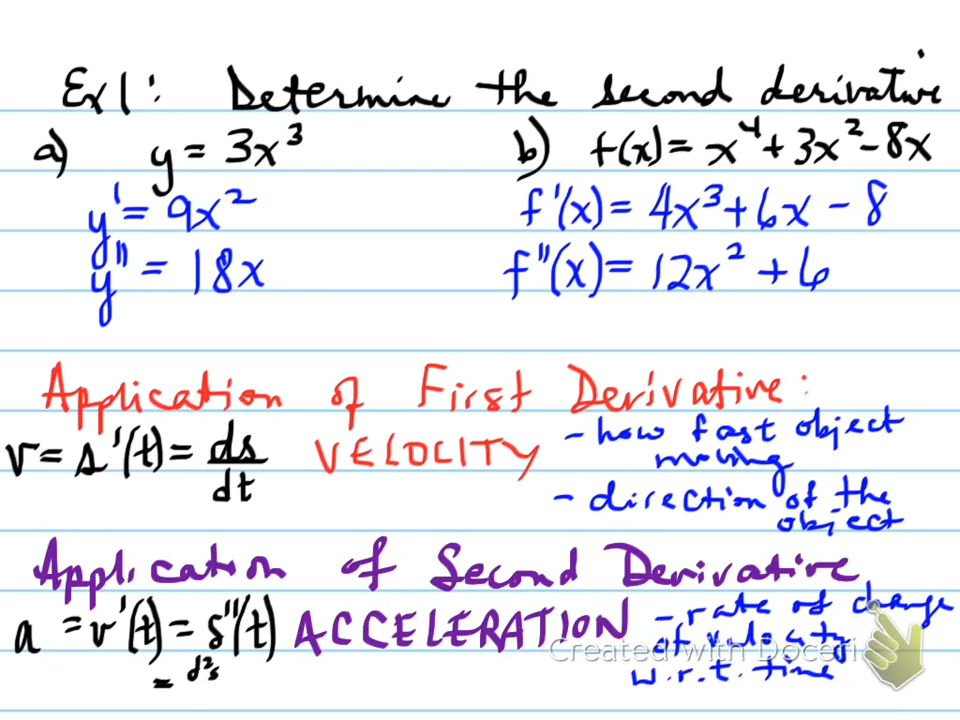 Ex 1: Determine the second derivative
a) y = 3x³ b) f(x) = x⁴ + 3x² - 8x
y' = 9x² f'(x) = 4x³ + 6x - 8
y" = 18x f"(x) = 12x² + 6
Application of First Derivative:
v = s'(t) = ds/dt VELOCITY
- how fast object
moving
- direction of the
object
Application of Second Derivative
a = v'(t) = s"(t) ACCELERATION
= d²s
- rate of change
of velocity
w.r.t. time
Created with Doceri